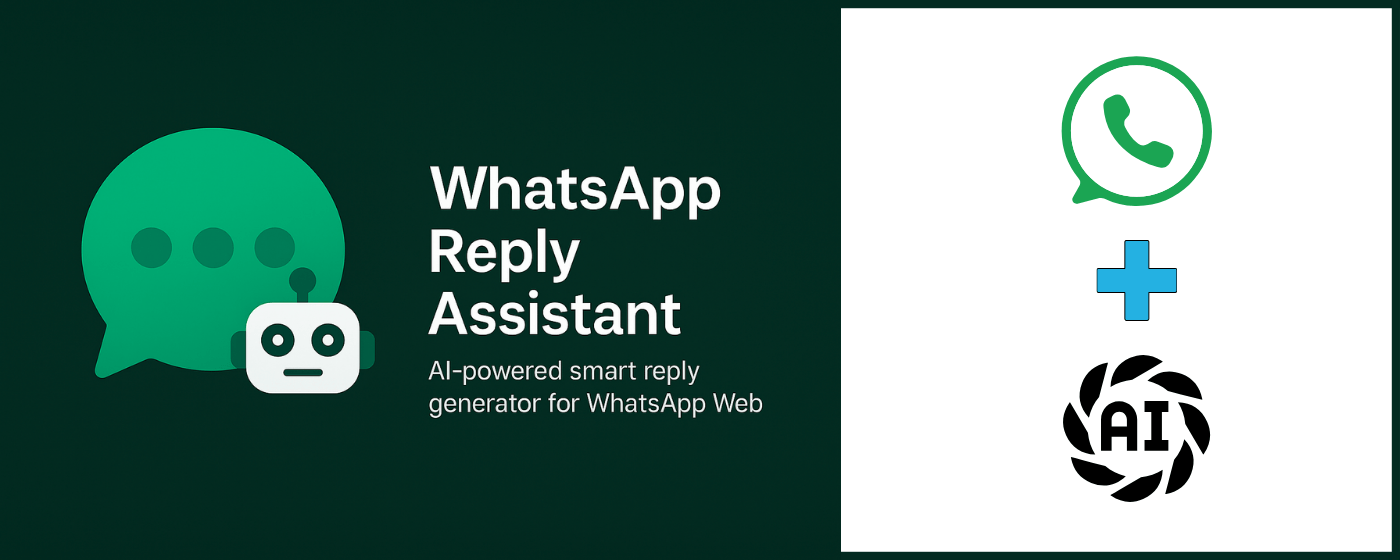 WhatsApp
Reply
Assistant
AI-powered smart reply
generator for WhatsApp Web
AI